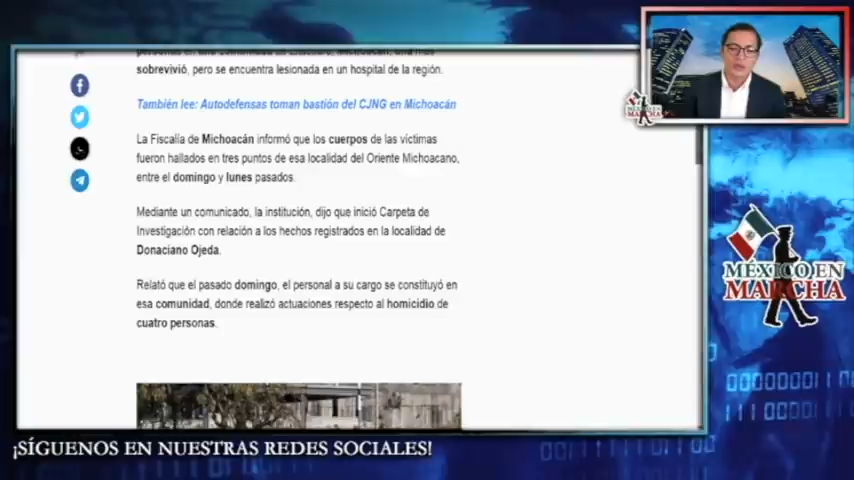 sobrevivió, pero se encuentra lesionada en un hospital de la región.
También lee: Autodefensas toman bastión del CJNG en Michoacán
La Fiscalía de Michoacán informó que los cuerpos de las víctimas
fueron hallados en tres puntos de esa localidad del Oriente Michoacano,
entre el domingo y lunes pasados.
Mediante un comunicado, la institución, dijo que inició Carpeta de
Investigación con relación a los hechos registrados en la localidad de
Donaciano Ojeda.
Relató que el pasado domingo, el personal a su cargo se constituyó en
esa comunidad, donde realizó actuaciones respecto al homicidio de
cuatro personas.
MÉXICO EN
MARCHA
MÉXICO EN
MARCHA
¡SÍGUENOS EN NUESTRAS REDES SOCIALES!